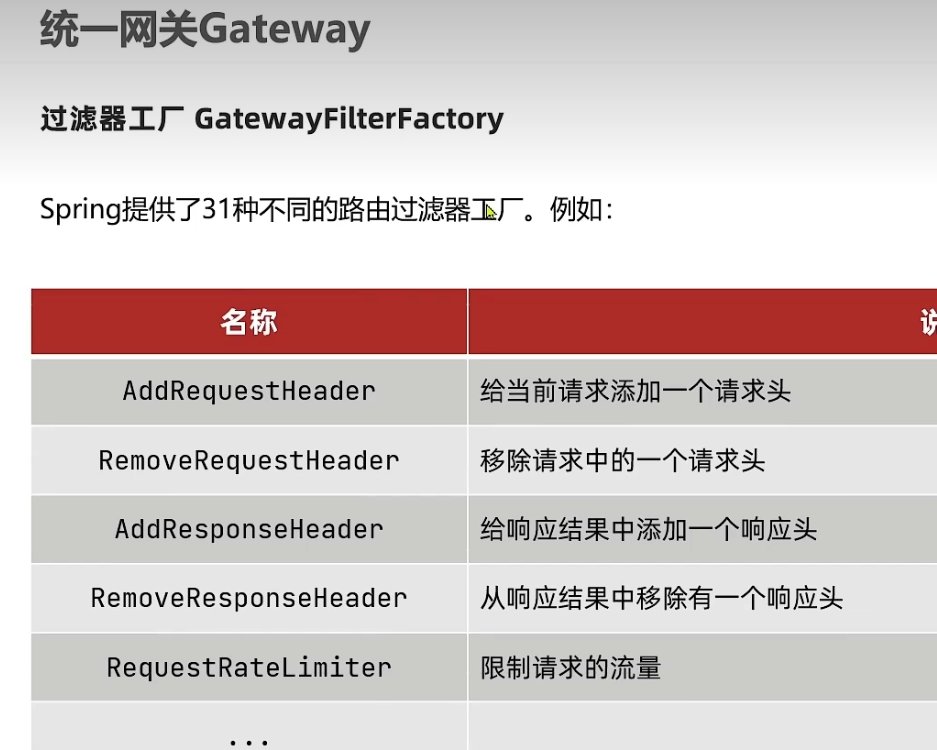 统一网关Gateway
过滤器工厂 GatewayFilterFactory
Spring提供了31种不同的路由过滤器工厂。例如：
名称 说
AddRequestHeader 给当前请求添加一个请求头
RemoveRequestHeader 移除请求中的一个请求头
AddResponseHeader 给响应结果中添加一个响应头
RemoveResponseHeader 从响应结果中移除有一个响应头
RequestRateLimiter 限制请求的流量
...